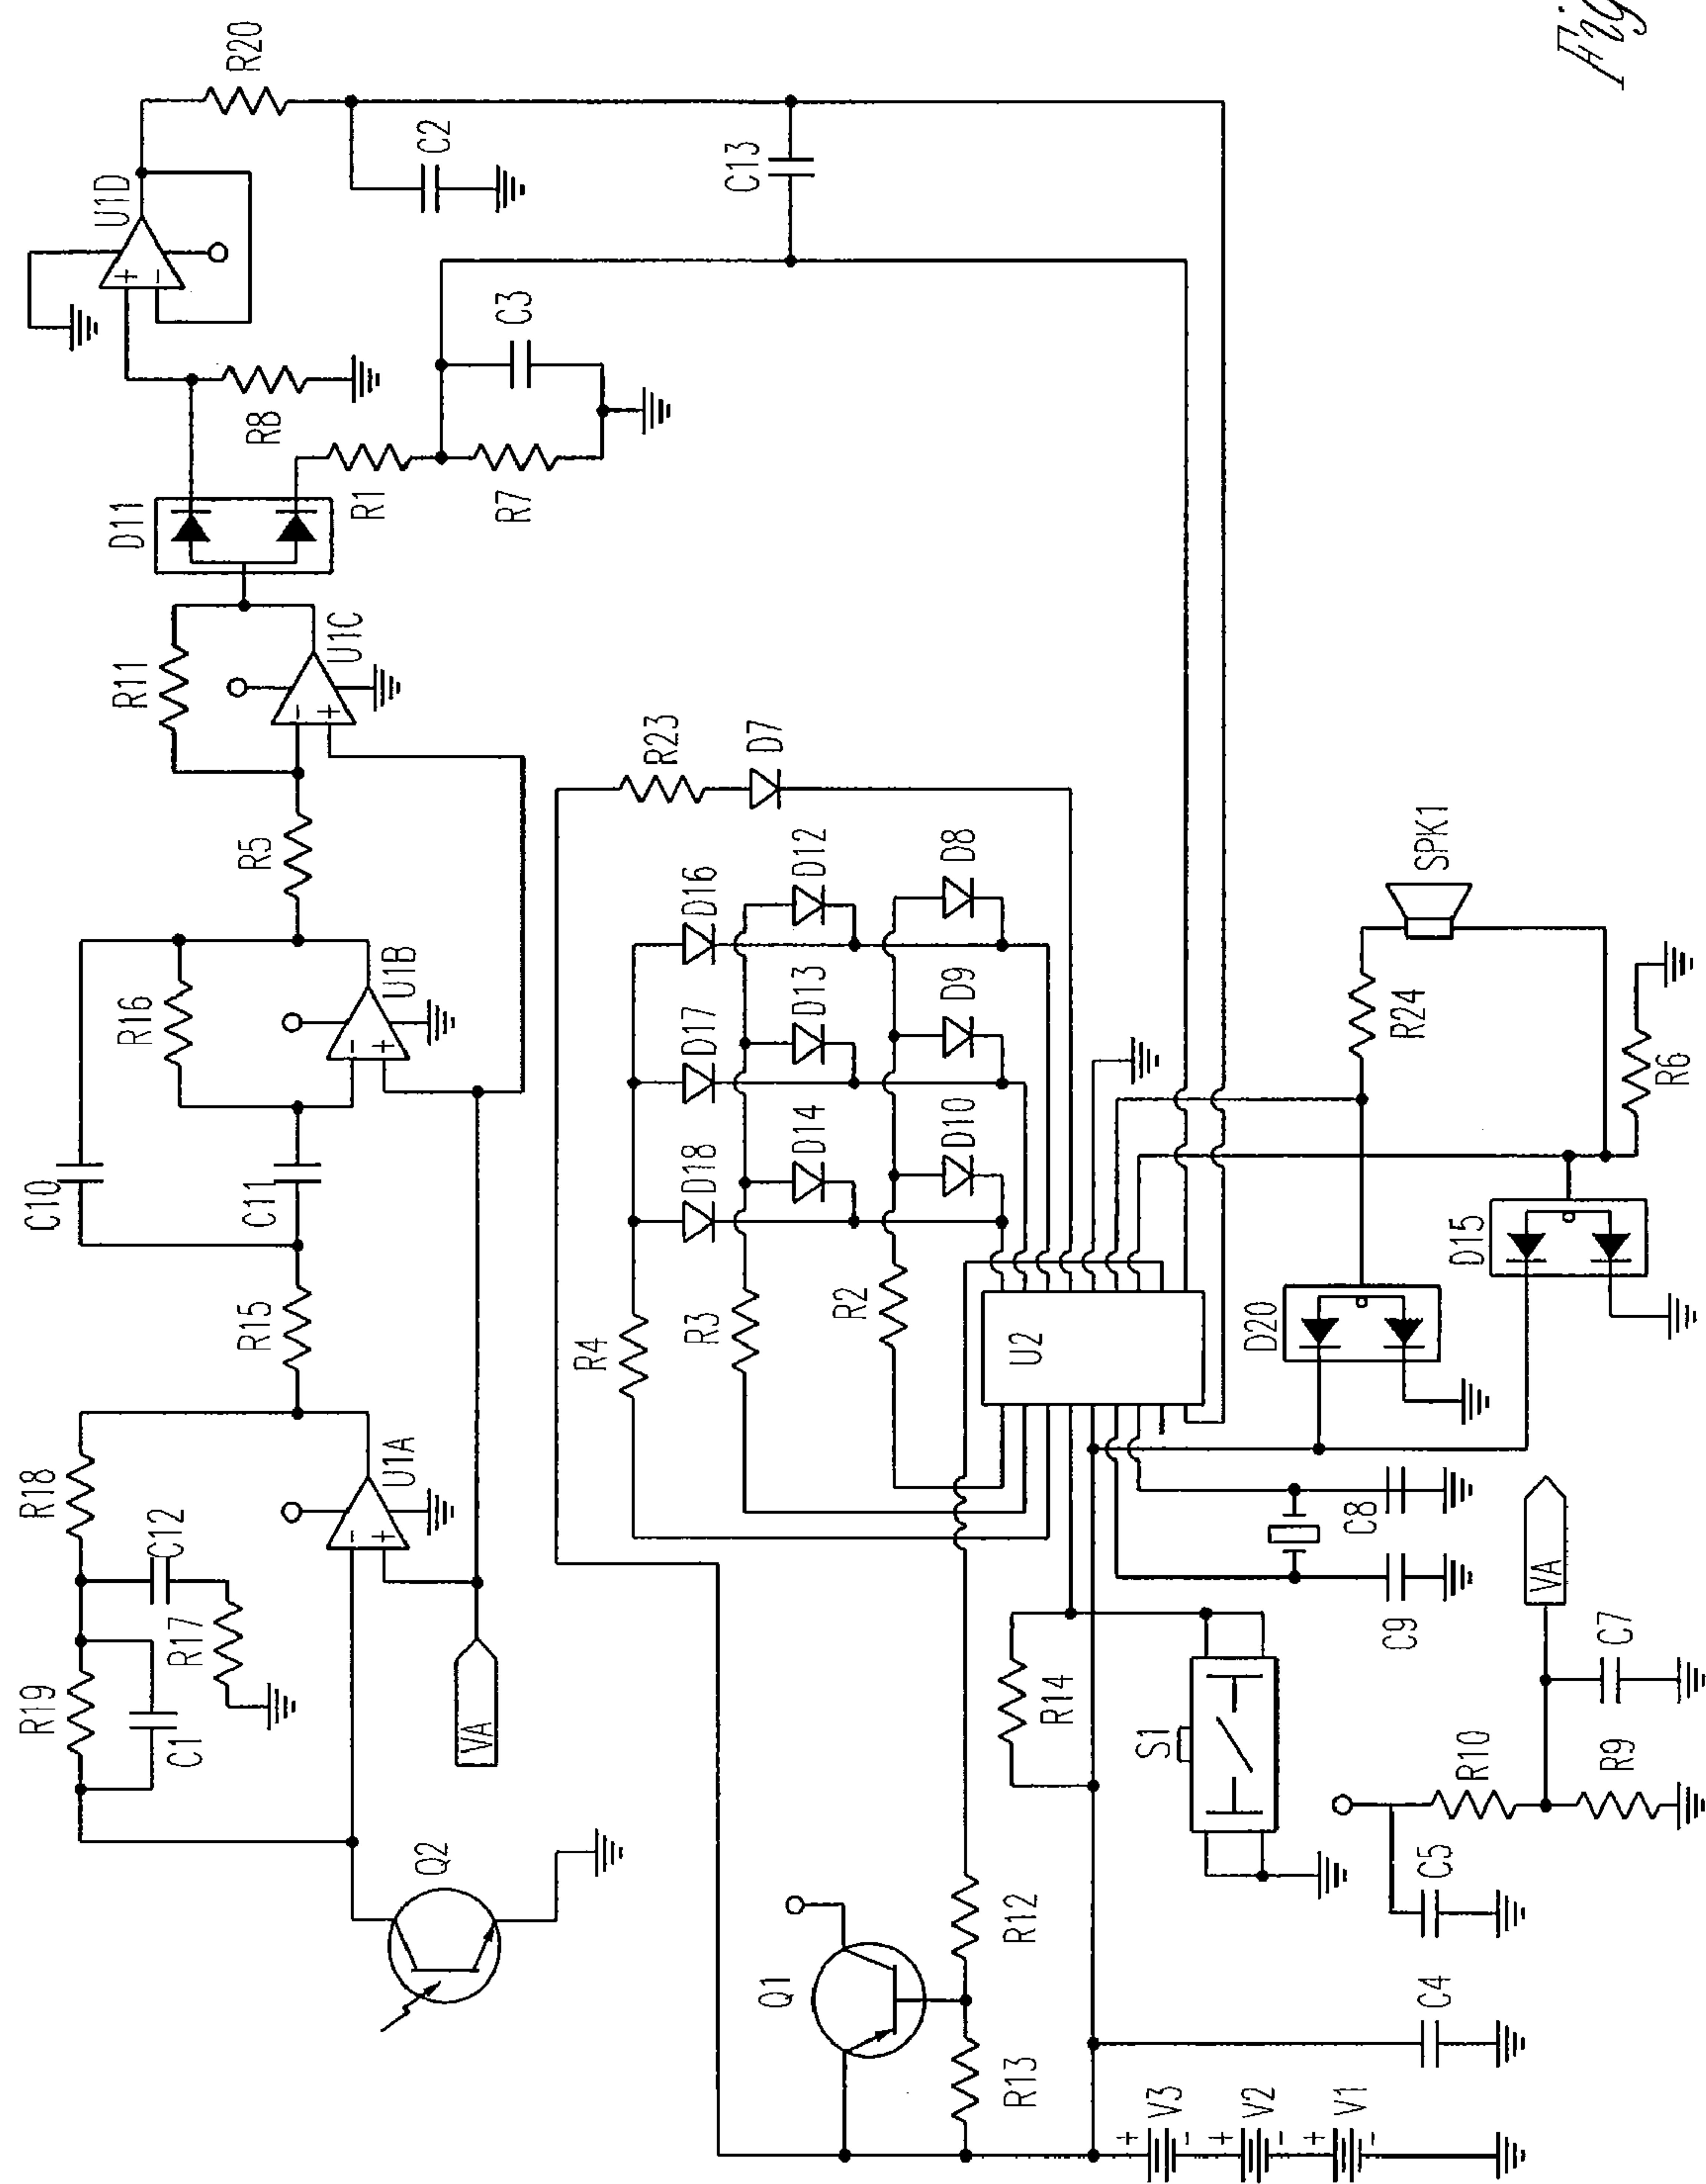 R20
U1D
+
-
C2
C13
C3
R8
D11
R1
R7
R11
U1C
-
+
R5
R23
D7
R16
U1B
-
+
C10
C11
R15
D16
D12
D8
D17
D13
D9
D18
D14
D10
SPK1
R24
R6
R18
U1A
-
+
C12
R17
R19
C1
VA
R4
R3
R2
U2
D20
D15
Q2
R14
S1
C8
C9
VA
C7
R10
R9
C5
Q1
R12
R13
C4
+
V3
-
+
V2
-
+
V1
-
Fig